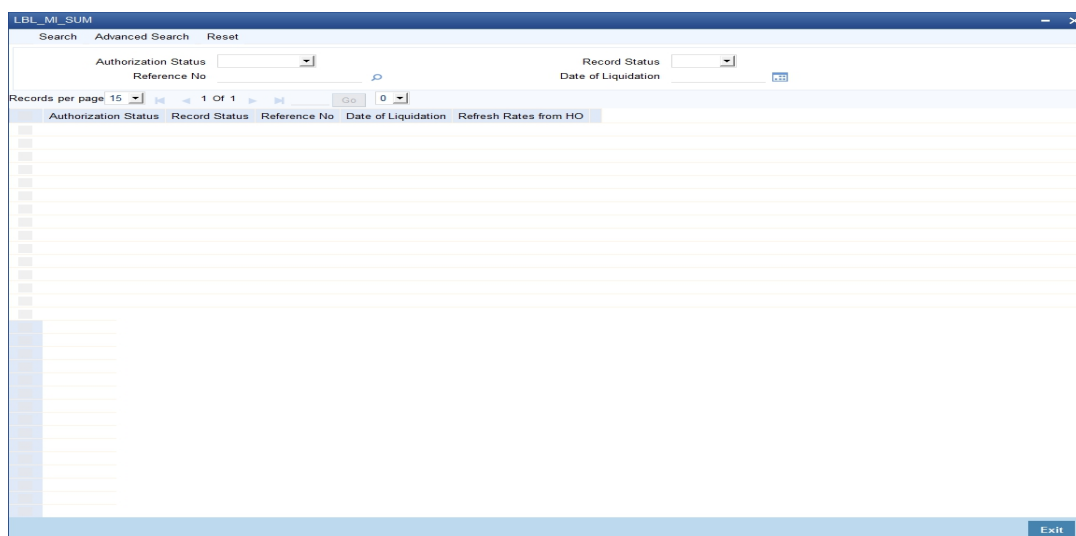 LBL_MI_SUM
Search Advanced Search Reset
Authorization Status Record Status
Reference No Date of Liquidation
Records per page 15 1 Of 1 Go 0
Authorization Status Record Status Reference No Date of Liquidation Refresh Rates from HO
Exit